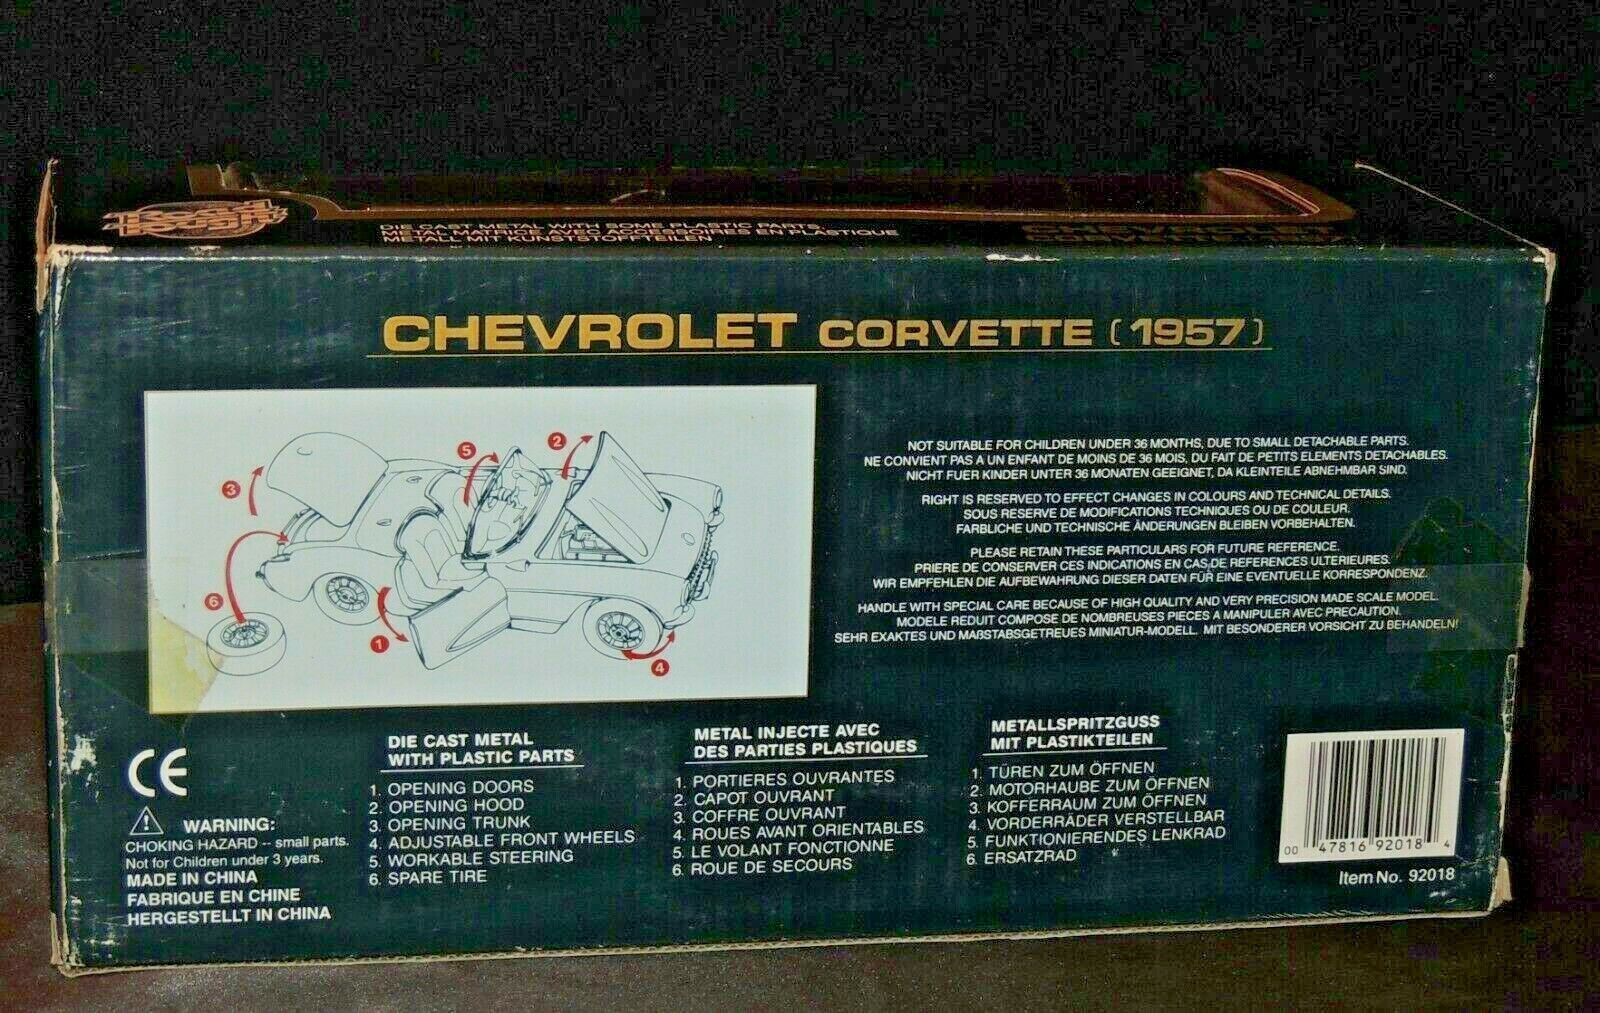 ROAD
TOUGH
DIE CAST METAL WITH SOME PLASTIC PARTS
METAL MATRICE AVEC ACCESSOIRES EN PLASTIQUE
METALL MIT KUNSTSTOFFTEILEN
CHEVROLET
CORVETTE
CHEVROLET CORVETTE (1957)
5
2
3
6
1
4
NOT SUITABLE FOR CHILDREN UNDER 36 MONTHS, DUE TO SMALL DETACHABLE PARTS.
NE CONVIENT PAS A UN ENFANT DE MOINS DE 36 MOIS, DU FAIT DE PETITS ELEMENTS DETACHABLES.
NICHT FUER KINDER UNTER 36 MONATEN GEEIGNET, DA KLEINTEILE ABNEHMBAR SIND.
RIGHT IS RESERVED TO EFFECT CHANGES IN COLOURS AND TECHNICAL DETAILS.
SOUS RESERVE DE MODIFICATIONS TECHNIQUES OU DE COULEUR.
FARBLICHE UND TECHNISCHE ÄNDERUNGEN BLEIBEN VORBEHALTEN.
PLEASE RETAIN THESE PARTICULARS FOR FUTURE REFERENCE.
PRIERE DE CONSERVER CES INDICATIONS EN CAS DE REFERENCES ULTERIEURES.
WIR EMPFEHLEN DIE AUFBEWAHRUNG DIESER DATEN FÜR EINE EVENTUELLE KORRESPONDENZ.
HANDLE WITH SPECIAL CARE BECAUSE OF HIGH QUALITY AND VERY PRECISION MADE SCALE MODEL.
MODELE REDUIT COMPOSE DE NOMBREUSES PIECES A MANIPULER AVEC PRECAUTION.
SEHR EXAKTES UND MAßSTABSGETREUES MINIATUR-MODELL. MIT BESONDERER VORSICHT ZU BEHANDELN!
CE
WARNING:
CHOKING HAZARD -- small parts.
Not for Children under 3 years.
MADE IN CHINA
FABRIQUE EN CHINE
HERGESTELLT IN CHINA
DIE CAST METAL
WITH PLASTIC PARTS
1. OPENING DOORS
2. OPENING HOOD
3. OPENING TRUNK
4. ADJUSTABLE FRONT WHEELS
5. WORKABLE STEERING
6. SPARE TIRE
METAL INJECTE AVEC
DES PARTIES PLASTIQUES
1. PORTIERES OUVRANTES
2. CAPOT OUVRANT
3. COFFRE OUVRANT
4. ROUES AVANT ORIENTABLES
5. LE VOLANT FONCTIONNE
6. ROUE DE SECOURS
METALLSPRITZGUSS
MIT PLASTIKTEILEN
1. TÜREN ZUM ÖFFNEN
2. MOTORHAUBE ZUM ÖFFNEN
3. KOFFERRAUM ZUM ÖFFNEN
4. VORDERRÄDER VERSTELLBAR
5. FUNKTIONIERENDES LENKRAD
6. ERSATZRAD
00 47816 92018 4
Item No. 92018